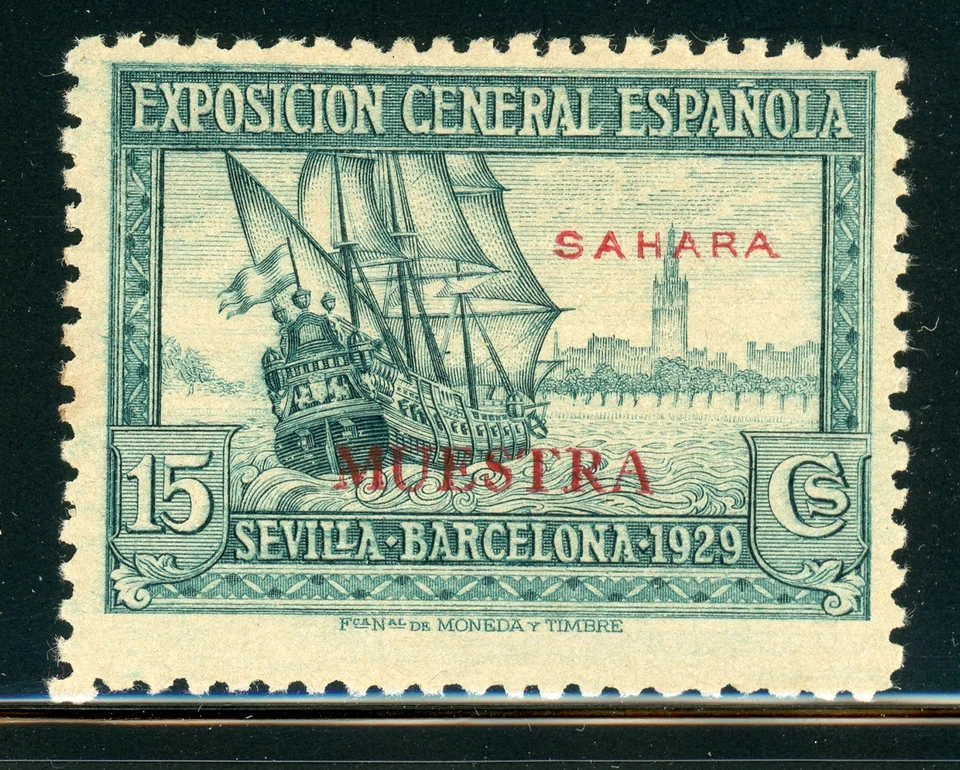 EXPOSICION GENERAL ESPAÑOLA
SAHARA
MUESTRA
15 Cs
SEVILLA·BARCELONA·1929
Fca Nal DE MONEDA Y TIMBRE